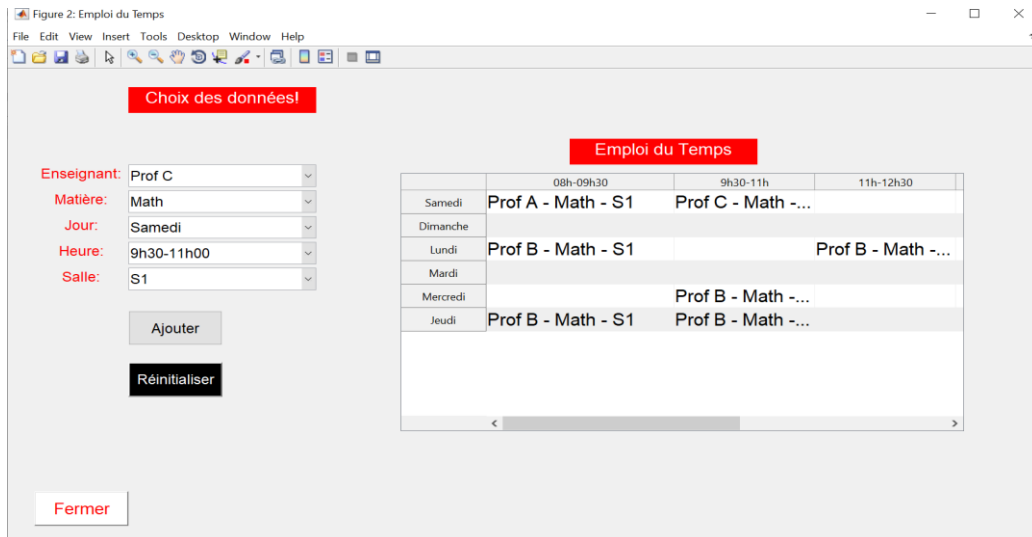 Figure 2: Emploi du Temps
File Edit View Insert Tools Desktop Window Help
Choix des données!
Enseignant: Prof C
Matière: Math
Jour: Samedi
Heure: 9h30-11h00
Salle: S1
Ajouter
Réinitialiser
Fermer
Emploi du Temps
08h-09h30 9h30-11h 11h-12h30
Samedi Prof A - Math - S1 Prof C - Math -...
Dimanche
Lundi Prof B - Math - S1 Prof B - Math -...
Mardi
Mercredi Prof B - Math -...
Jeudi Prof B - Math - S1 Prof B - Math -...